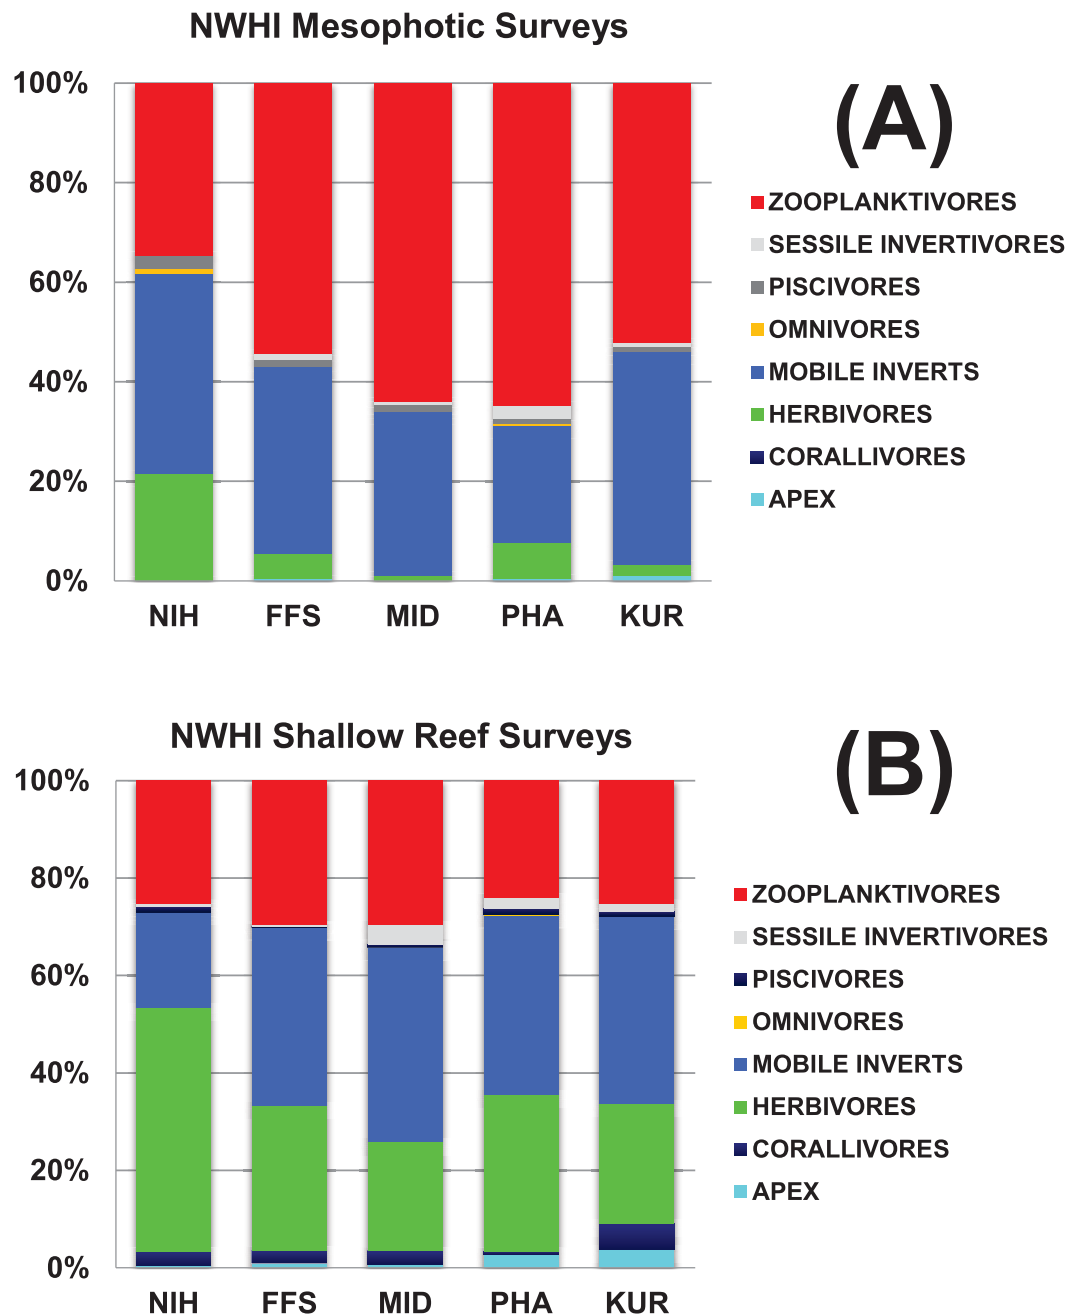 NWHI Mesophotic Surveys
(A)
100%
80%
60%
40%
20%
0%
NIH FFS MID PHA KUR
ZOOPLANKTIVORES
SESSILE INVERTIVORES
PISCIVORES
OMNIVORES
MOBILE INVERTS
HERBIVORES
CORALLIVORES
APEX
NWHI Shallow Reef Surveys
(B)
100%
80%
60%
40%
20%
0%
NIH FFS MID PHA KUR
ZOOPLANKTIVORES
SESSILE INVERTIVORES
PISCIVORES
OMNIVORES
MOBILE INVERTS
HERBIVORES
CORALLIVORES
APEX